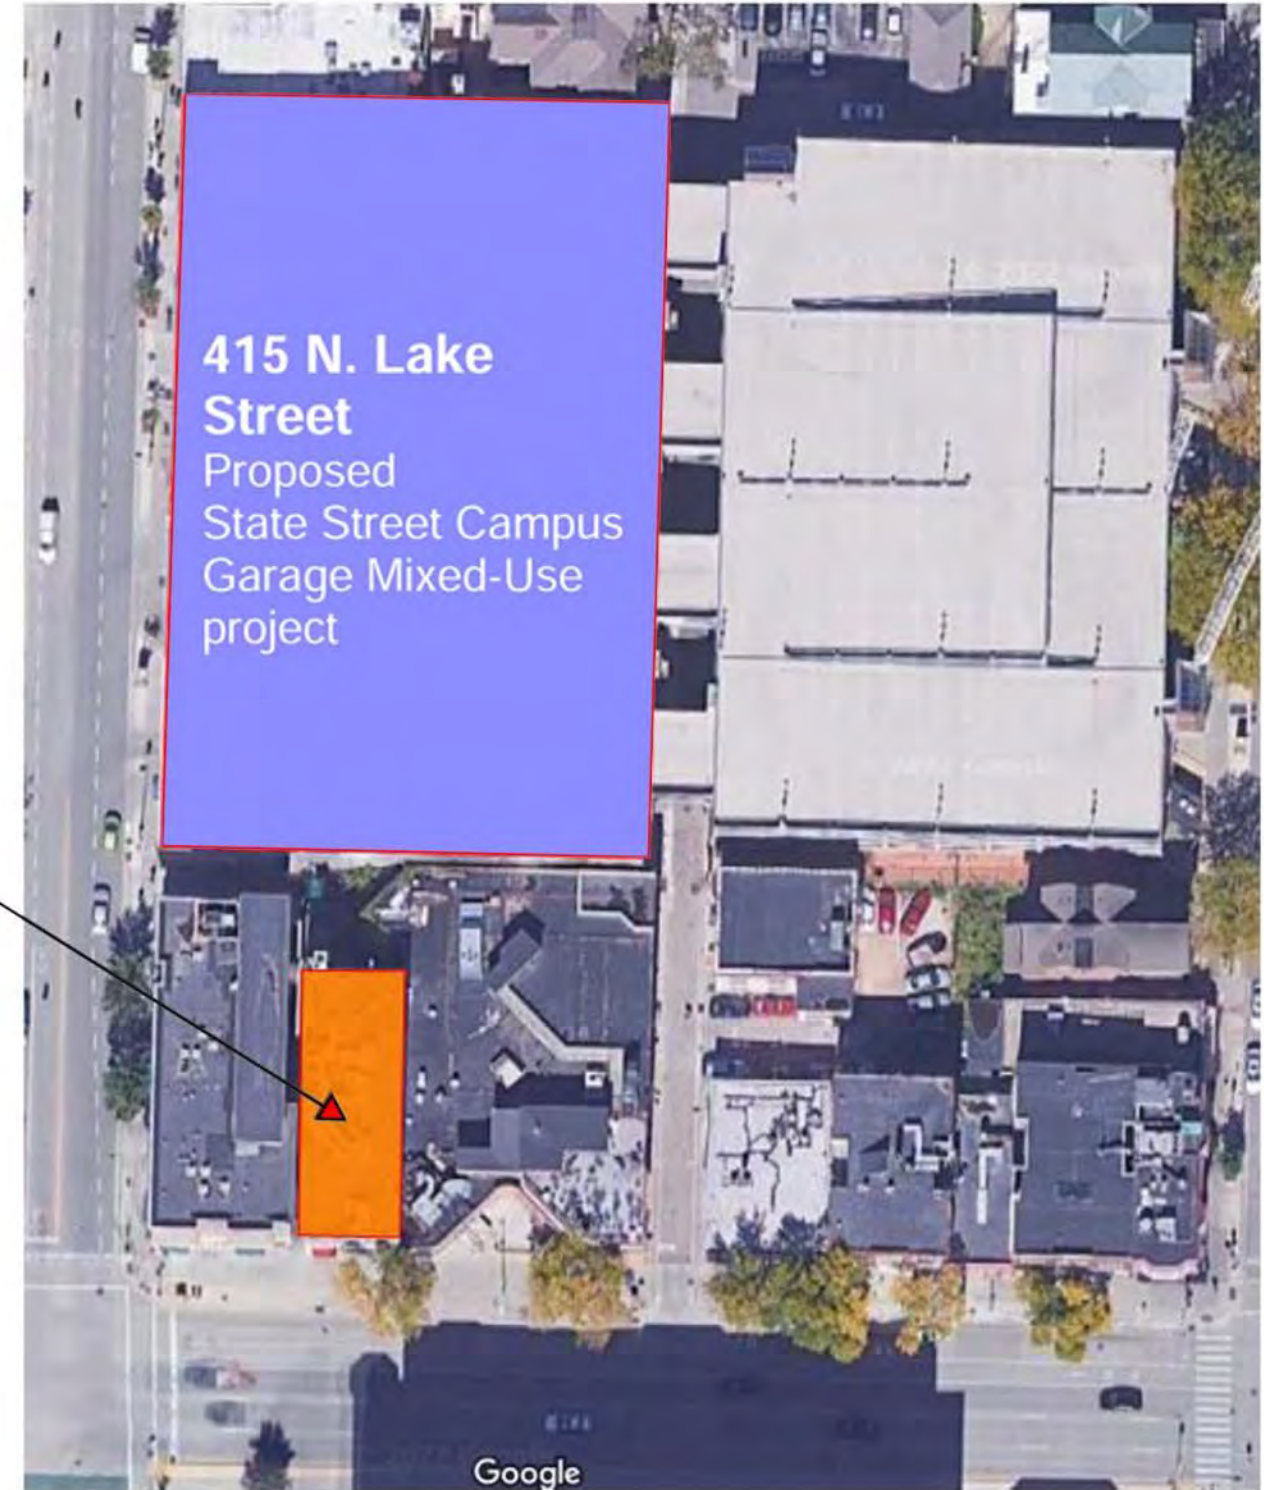 415 N. Lake
Street
Proposed
State Street Campus
Garage Mixed-Use
project
Google